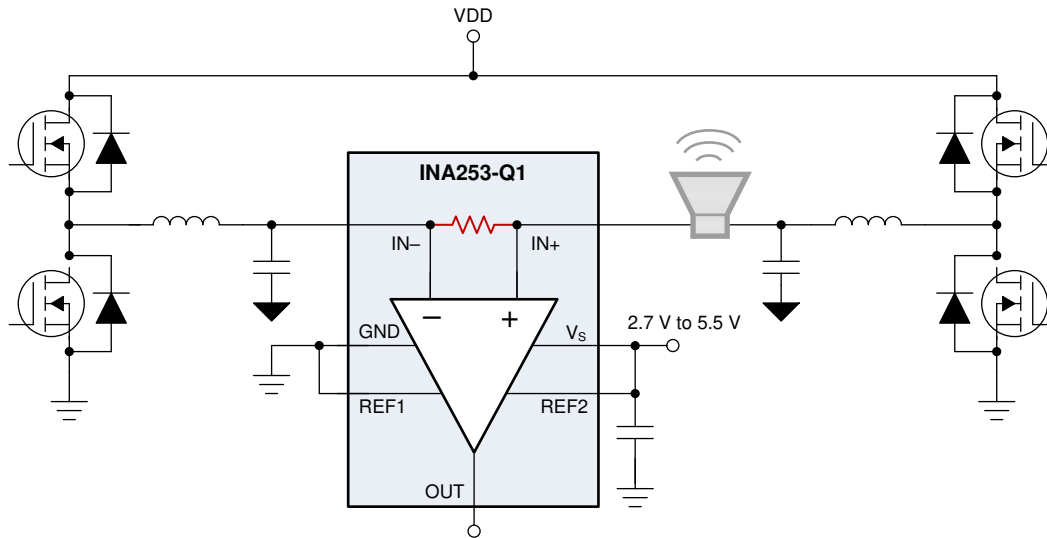 VDD
INA253-Q1
IN–
IN+
–
+
GND
VS
2.7 V to 5.5 V
REF1
REF2
OUT